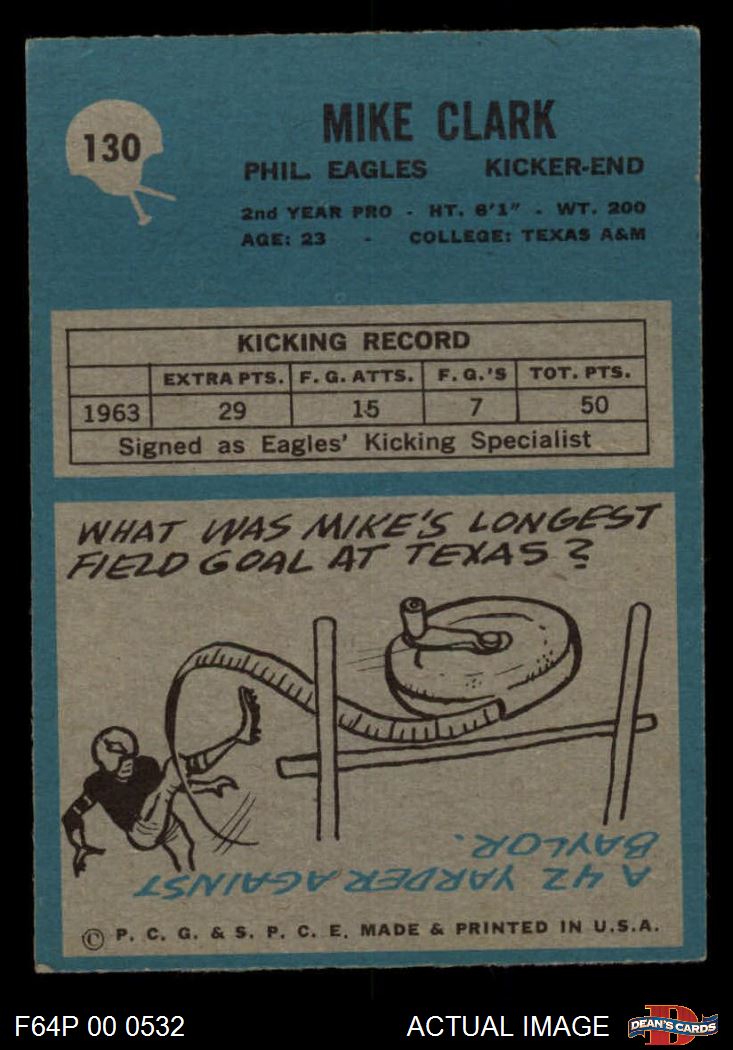 130
MIKE CLARK
PHIL. EAGLES KICKER-END
2nd YEAR PRO - HT. 6'1" - WT. 200
AGE: 23 - COLLEGE: TEXAS A&M
KICKING RECORD
EXTRA PTS. F. G. ATTS. F. G.'S TOT. PTS.
1963 29 15 7 50
Signed as Eagles' Kicking Specialist
WHAT WAS MIKE'S LONGEST
FIELD GOAL AT TEXAS?
A 42 YARDER AGAINST
BAYLOR.
© P. C. G. & S. P. C. E. MADE & PRINTED IN U.S.A.
F64P 00 0532 ACTUAL IMAGE D DEAN'S CARDS